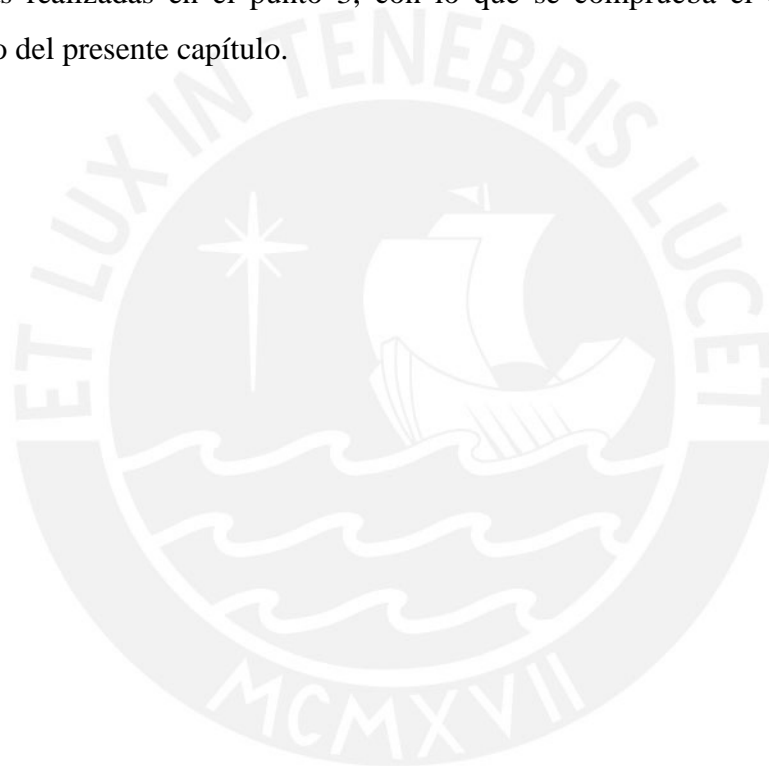 realizadas en el punto 3, con lo que se comprueba el
del presente capítulo.
ET LUX IN TENEBRIS LUCET
MCMXVII